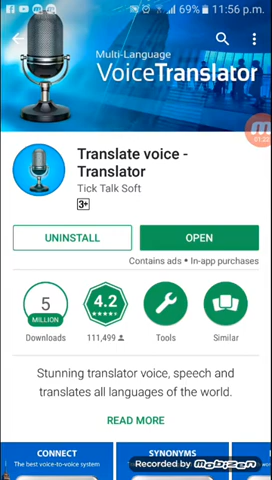 69% 11:56 p.m.
Multi-Language
VoiceTranslator
Translate voice -
Translator
Tick Talk Soft
3+
UNINSTALL
OPEN
Contains ads • In-app purchases
5
MILLION
4.2
Downloads
111,499
Tools
Similar
Stunning translator voice, speech and
translates all languages of the world.
READ MORE
CONNECT
The best voice-to-voice system
SYNONYMS
Recorded by mobizen